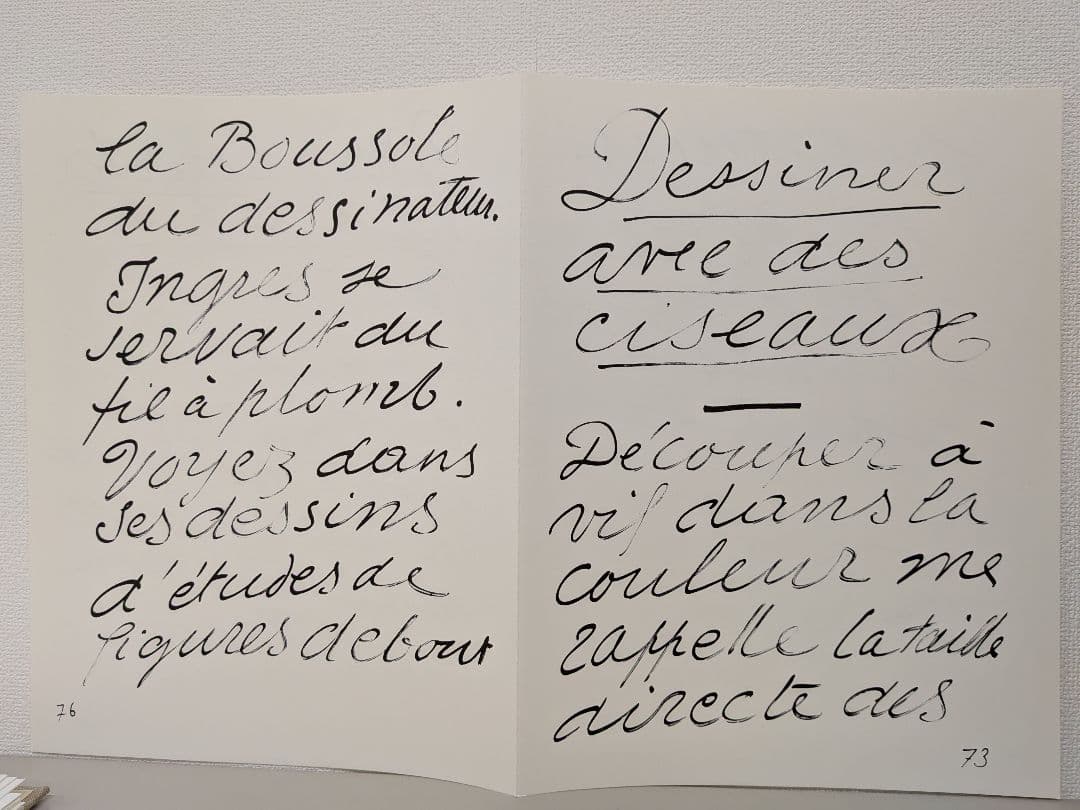 la Boussole
du dessinateur.
Ingres se
servait du
fil à plomb.
Voyez dans
ses dessins
d'études de
figures debout
76
Dessiner
avec des
ciseaux
Découper à
vif dans la
couleur me
rappelle la taille
directe des
73